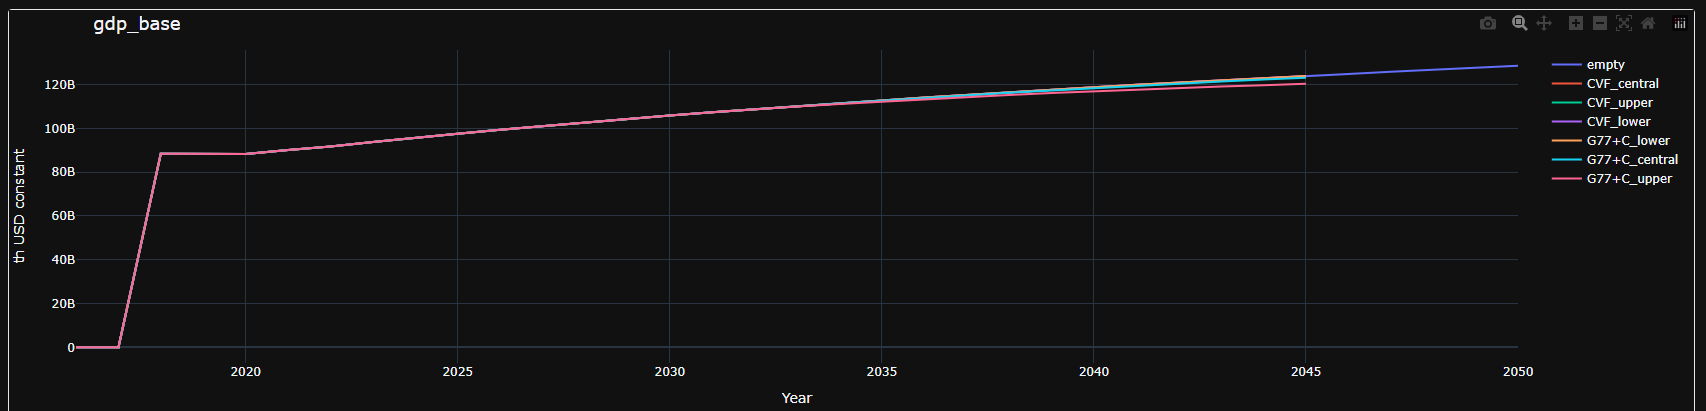 gdp_base
th USD constant
120B
100B
80B
60B
40B
20B
0
2020 2025 2030 2035 2040 2045 2050
Year
empty
CVF_central
CVF_upper
CVF_lower
G77+C_lower
G77+C_central
G77+C_upper